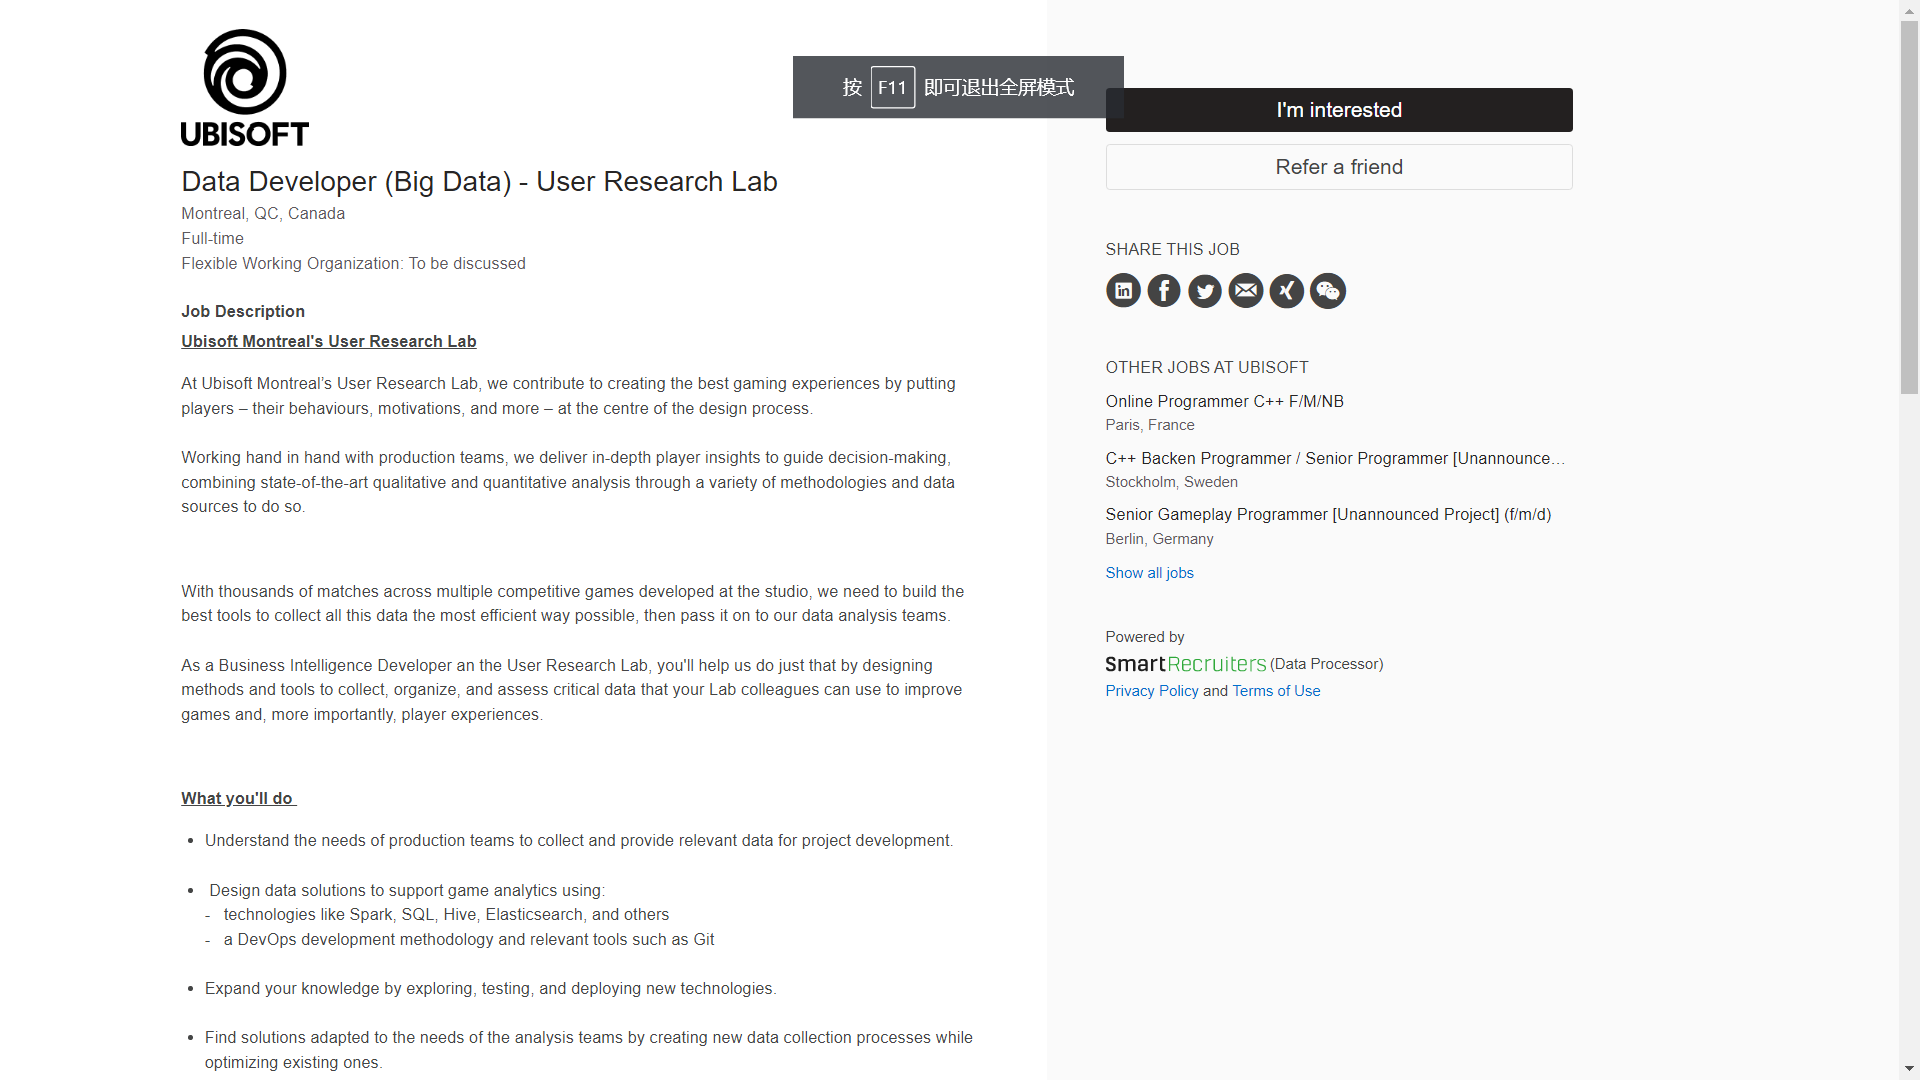 UBISOFT
Data Developer (Big Data) - User Research Lab
Montreal, QC, Canada
Full-time
Flexible Working Organization: To be discussed
Job Description
Ubisoft Montreal's User Research Lab
At Ubisoft Montreal’s User Research Lab, we contribute to creating the best gaming experiences by putting
players – their behaviours, motivations, and more – at the centre of the design process.
Working hand in hand with production teams, we deliver in-depth player insights to guide decision-making,
combining state-of-the-art qualitative and quantitative analysis through a variety of methodologies and data
sources to do so.
With thousands of matches across multiple competitive games developed at the studio, we need to build the
best tools to collect all this data the most efficient way possible, then pass it on to our data analysis teams.
As a Business Intelligence Developer an the User Research Lab, you'll help us do just that by designing
methods and tools to collect, organize, and assess critical data that your Lab colleagues can use to improve
games and, more importantly, player experiences.
What you'll do
• Understand the needs of production teams to collect and provide relevant data for project development.
• Design data solutions to support game analytics using:
- technologies like Spark, SQL, Hive, Elasticsearch, and others
- a DevOps development methodology and relevant tools such as Git
• Expand your knowledge by exploring, testing, and deploying new technologies.
• Find solutions adapted to the needs of the analysis teams by creating new data collection processes while
optimizing existing ones.
按 F11 即可退出全屏模式
I'm interested
Refer a friend
SHARE THIS JOB
OTHER JOBS AT UBISOFT
Online Programmer C++ F/M/NB
Paris, France
C++ Backen Programmer / Senior Programmer [Unannounce…
Stockholm, Sweden
Senior Gameplay Programmer [Unannounced Project] (f/m/d)
Berlin, Germany
Show all jobs
Powered by
SmartRecruiters (Data Processor)
Privacy Policy and Terms of Use